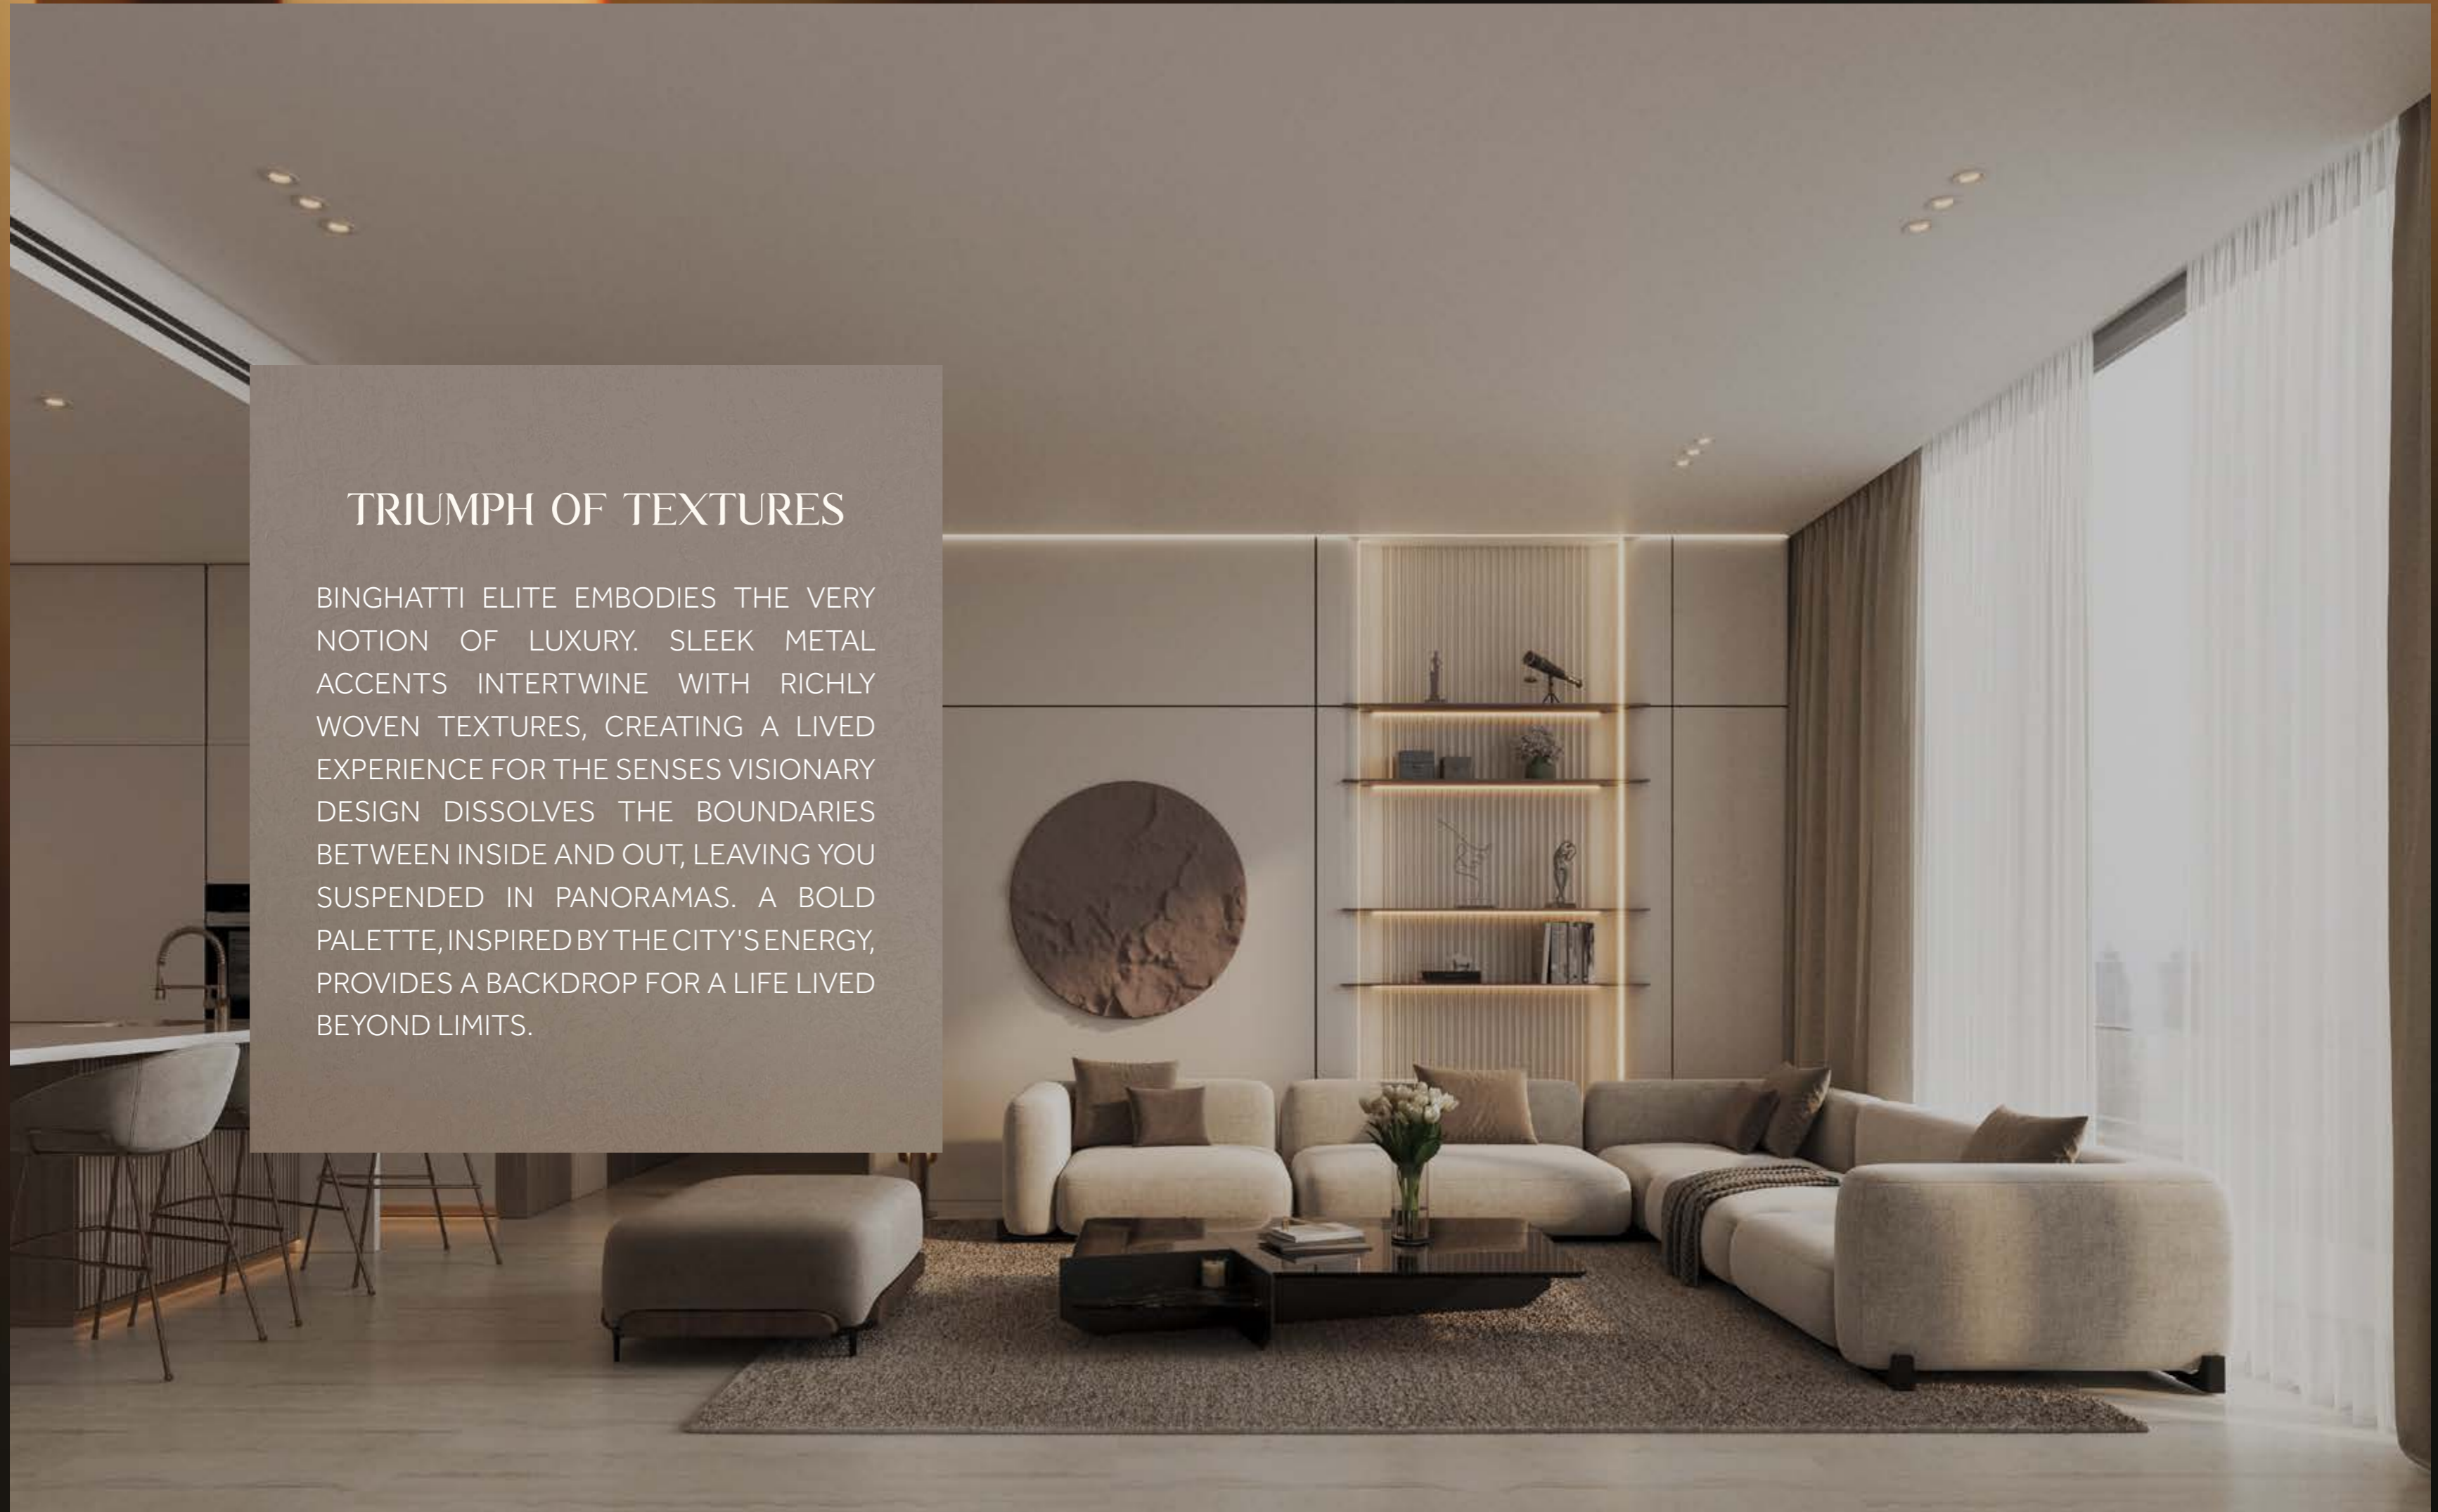 TRIUMPH OF TEXTURES
BINGHATTI ELITE EMBODIES THE VERY
NOTION OF LUXURY. SLEEK METAL
ACCENTS INTERTWINE WITH RICHLY
WOVEN TEXTURES, CREATING A LIVED
EXPERIENCE FOR THE SENSES VISIONARY
DESIGN DISSOLVES THE BOUNDARIES
BETWEEN INSIDE AND OUT, LEAVING YOU
SUSPENDED IN PANORAMAS. A BOLD
PALETTE, INSPIRED BY THE CITY'S ENERGY,
PROVIDES A BACKDROP FOR A LIFE LIVED
BEYOND LIMITS.